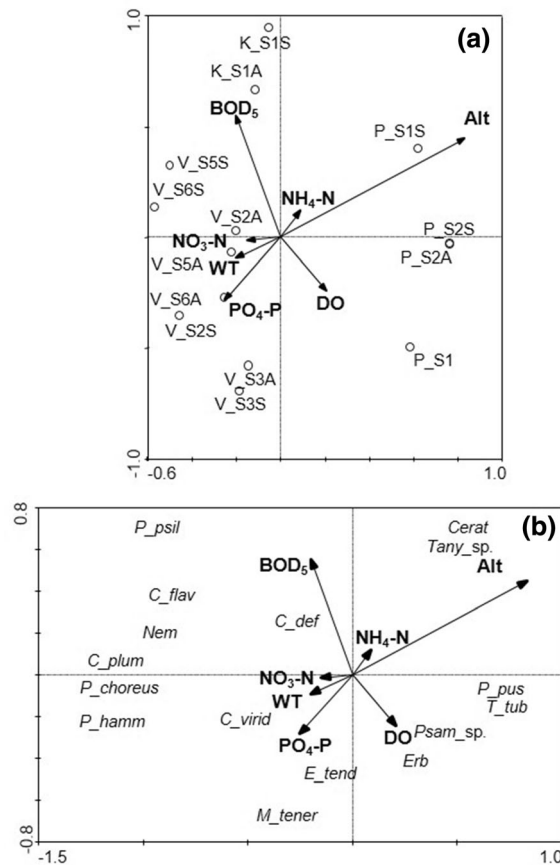 1.0
(a)
K_S1S
K_S1A
BOD5
Alt
P_S1S
V_S5S
V_S6S
NH4-N
V_S2A
P_S2S
NO3-N
P_S2A
V_S5A
WT
V_S6A
PO4-P
DO
V_S2S
P_S1
V_S3A
V_S3S
-1.0
-0.6
1.0
0.8
(b)
P_psil
Cerat
Tany_sp.
BOD5
Alt
C_flav
C_def
Nem
NH4-N
C_plum
NO3-N
P_choreus
P_pus
WT
T_tub
P_hamm
C_virid
Psam_sp.
PO4-P
DO
Erb
E_tend
M_tener
-0.8
-1.5
1.0